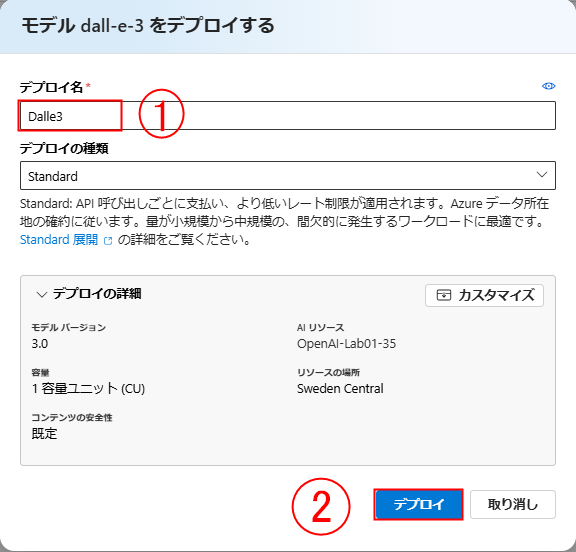 モデル dall-e-3 をデプロイする
デプロイ名 *
Dalle3
①
デプロイの種類
Standard
Standard: API 呼び出しごとに支払い、より低いレート制限が適用されます。Azure データ所在
地の確約に従います。量が小規模から中規模の、間欠的に発生するワークロードに最適です。
Standard 展開 の詳細をご覧ください。
デプロイの詳細
カスタマイズ
モデル バージョン
3.0
AI リソース
OpenAI-Lab01-35
容量
1 容量ユニット (CU)
リソースの場所
Sweden Central
コンテンツの安全性
既定
②
デプロイ
取り消し